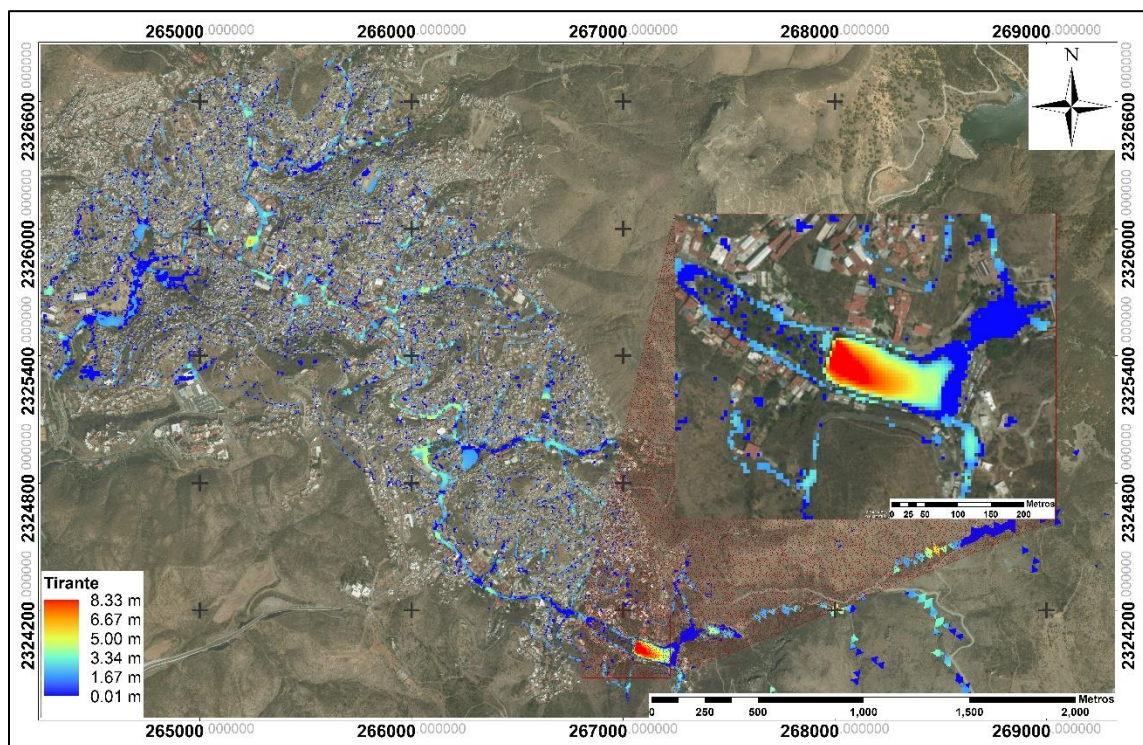 265000.000000 266000.000000 267000.000000 268000.000000 269000.000000
N
2326600.000000 2326600.000000
2326000.000000 2326000.000000
2325400.000000 2325400.000000
Metros
0 25 50 100 150 200
2324800.000000 2324800.000000
Tirante
8.33 m
6.67 m
5.00 m
3.34 m
1.67 m
0.01 m
2324200.000000 2324200.000000
Metros
0 250 500 1,000 1,500 2,000
265000.000000 266000.000000 267000.000000 268000.000000 269000.000000